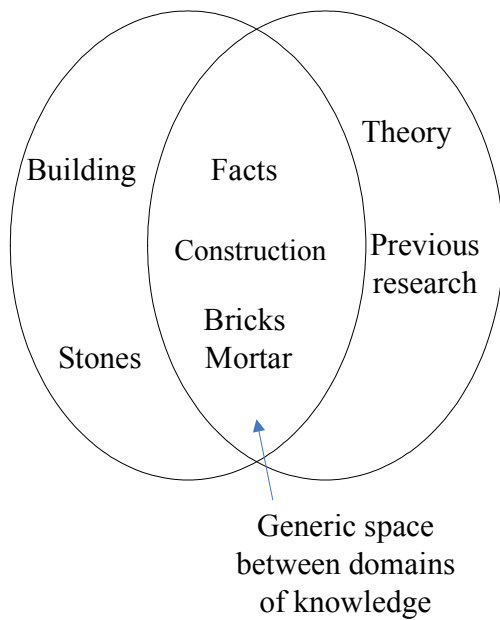 Building
Stones
Facts
Construction
Bricks
Mortar
Theory
Previous
research
Generic space
between domains
of knowledge